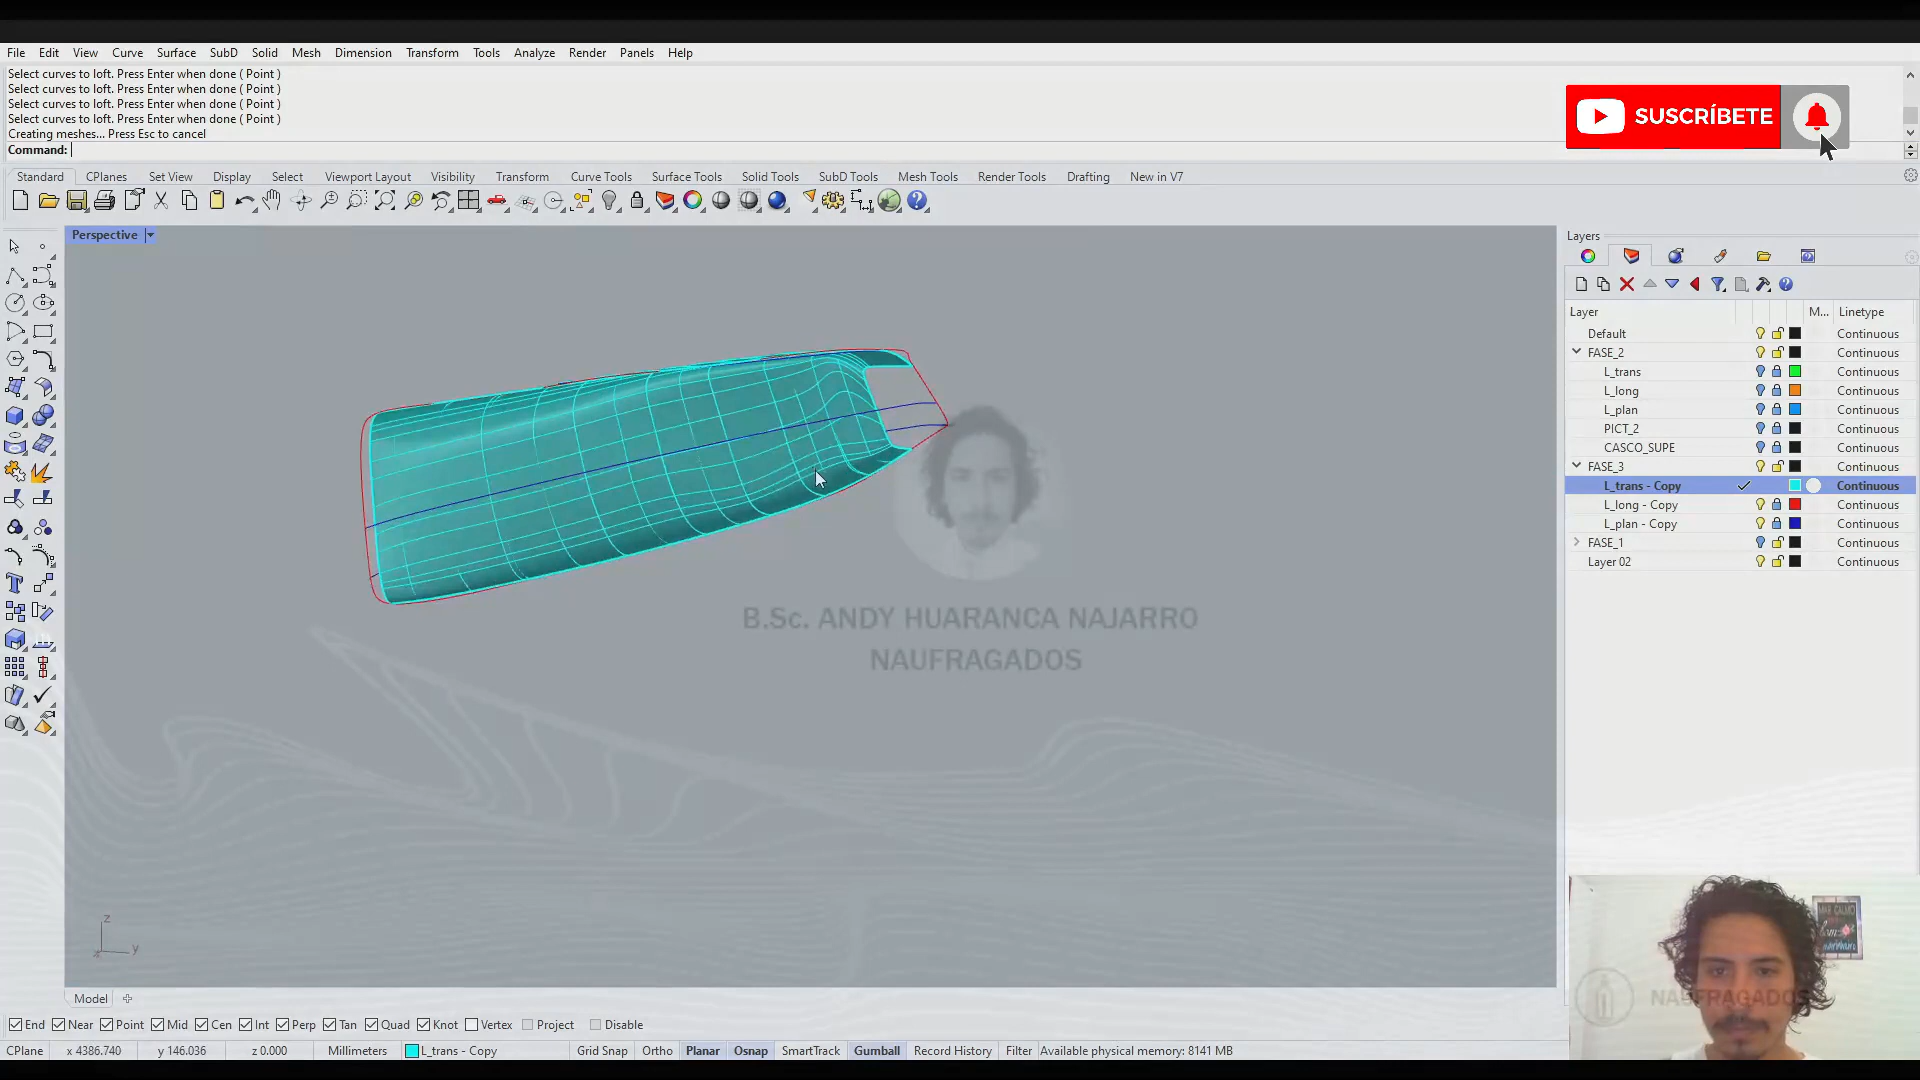 File Edit View Curve Surface SubD Solid Mesh Dimension Transform Tools Analyze Render Panels Help
Select curves to loft. Press Enter when done ( Point )
Select curves to loft. Press Enter when done ( Point )
Select curves to loft. Press Enter when done ( Point )
Select curves to loft. Press Enter when done ( Point )
Creating meshes... Press Esc to cancel
Command:
SUSCRÍBETE
Standard CPlanes Set View Display Select Viewport Layout Visibility Transform Curve Tools Surface Tools Solid Tools SubD Tools Mesh Tools Render Tools Drafting New in V7
Perspective
Layers
Layer M... Linetype
Default Continuous
FASE_2 Continuous
L_trans Continuous
L_long Continuous
L_plan Continuous
PICT_2 Continuous
CASCO_SUPE Continuous
FASE_3 Continuous
L_trans - Copy Continuous
L_long - Copy Continuous
L_plan - Copy Continuous
FASE_1 Continuous
Layer 02 Continuous
B.Sc. ANDY HUARANCA NAJARRO
NAUFRAGADOS
z
x y
NAUFRAGADOS
Model
End Near Point Mid Cen Int Perp Tan Quad Knot Vertex Project Disable
CPlane x 4386.740 y 146.036 z 0.000 Millimeters L_trans - Copy Grid Snap Ortho Planar Osnap SmartTrack Gumball Record History Filter Available physical memory: 8141 MB